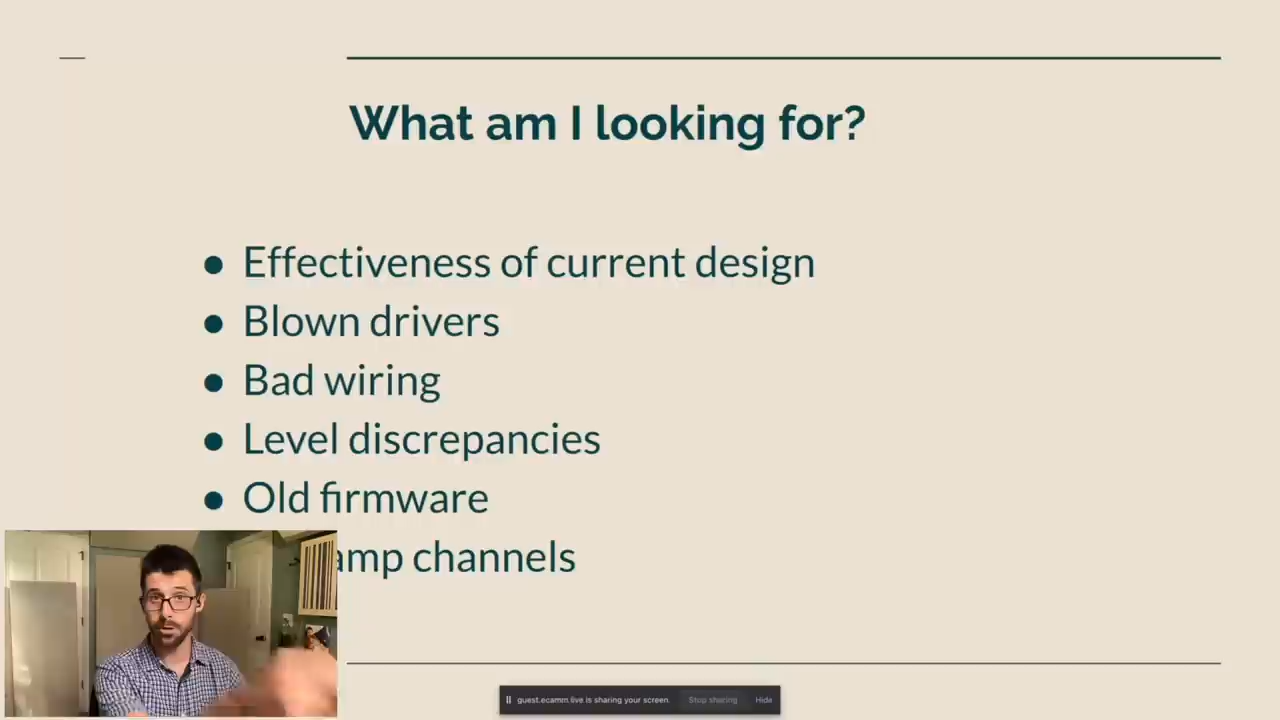 What am I looking for?
● Effectiveness of current design
● Blown drivers
● Bad wiring
● Level discrepancies
● Old firmware
amp channels
guest.ecamm.live is sharing your screen. Stop sharing Hide